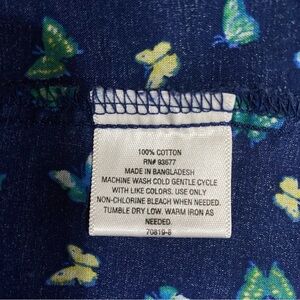 100% COTTON
RN# 93677
MADE IN BANGLADESH
MACHINE WASH COLD GENTLE CYCLE
WITH LIKE COLORS. USE ONLY
NON-CHLORINE BLEACH WHEN NEEDED.
TUMBLE DRY LOW. WARM IRON AS
NEEDED.
70819-8